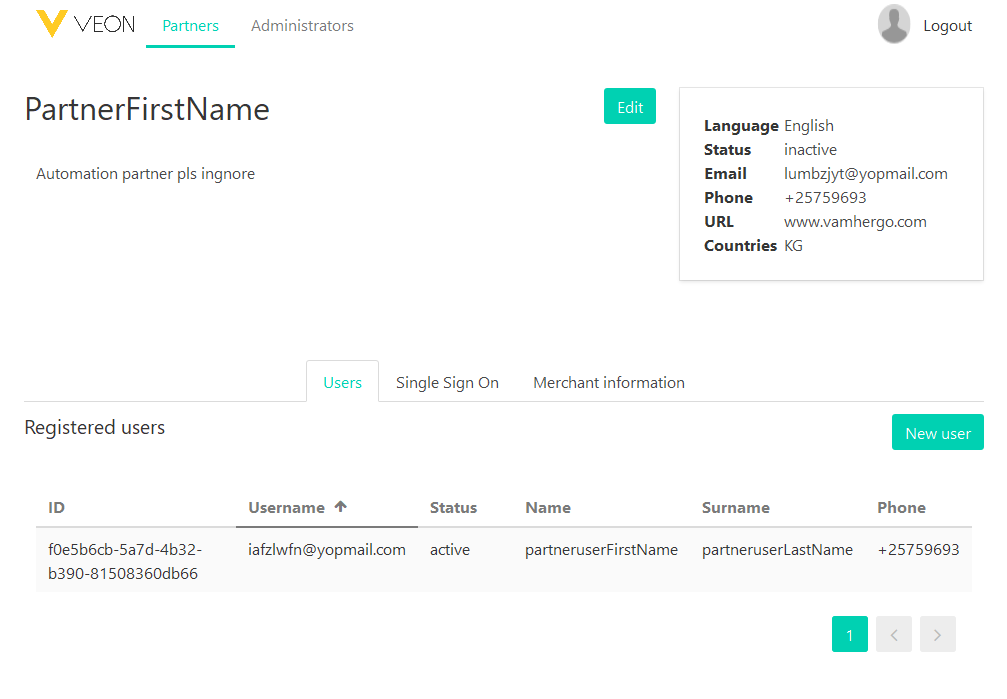 VEON Partners Administrators Logout
PartnerFirstName Edit
Automation partner pls ingnore
Language English
Status inactive
Email lumbzjyt@yopmail.com
Phone +25759693
URL www.vamhergo.com
Countries KG
Users Single Sign On Merchant information
Registered users New user
ID Username Status Name Surname Phone
f0e5b6cb-5a7d-4b32- iafzlwfn@yopmail.com active partneruserFirstName partneruserLastName +25759693
b390-81508360db66
1